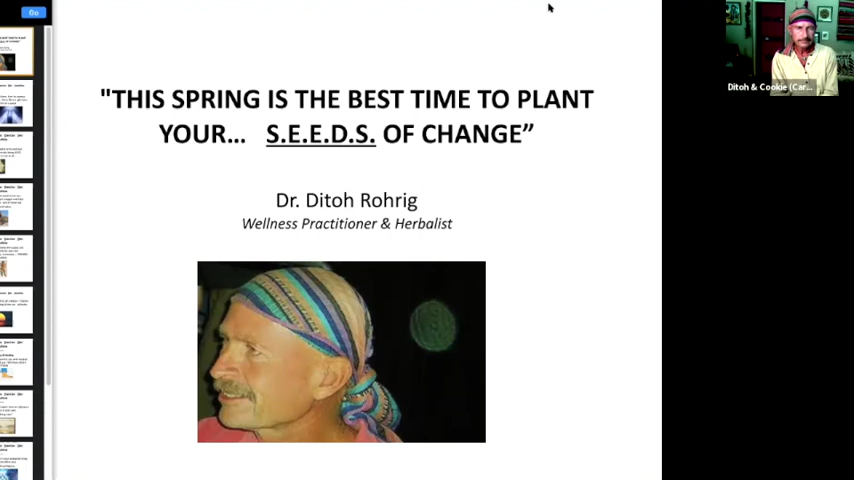 Go
"THIS SPRING IS THE BEST TIME TO PLANT
YOUR... S.E.E.D.S. OF CHANGE”
Dr. Ditoh Rohrig
Wellness Practitioner & Herbalist
Ditoh & Cookie (Car...